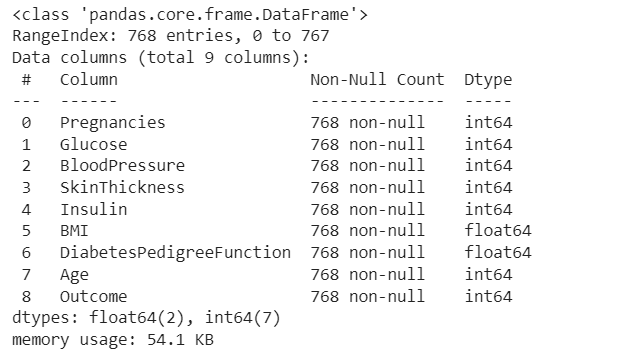 <class 'pandas.core.frame.DataFrame'>
RangeIndex: 768 entries, 0 to 767
Data columns (total 9 columns):
 #   Column                    Non-Null Count  Dtype
---  ------                    --------------  -----
 0   Pregnancies               768 non-null    int64
 1   Glucose                   768 non-null    int64
 2   BloodPressure             768 non-null    int64
 3   SkinThickness             768 non-null    int64
 4   Insulin                   768 non-null    int64
 5   BMI                       768 non-null    float64
 6   DiabetesPedigreeFunction  768 non-null    float64
 7   Age                       768 non-null    int64
 8   Outcome                   768 non-null    int64
dtypes: float64(2), int64(7)
memory usage: 54.1 KB